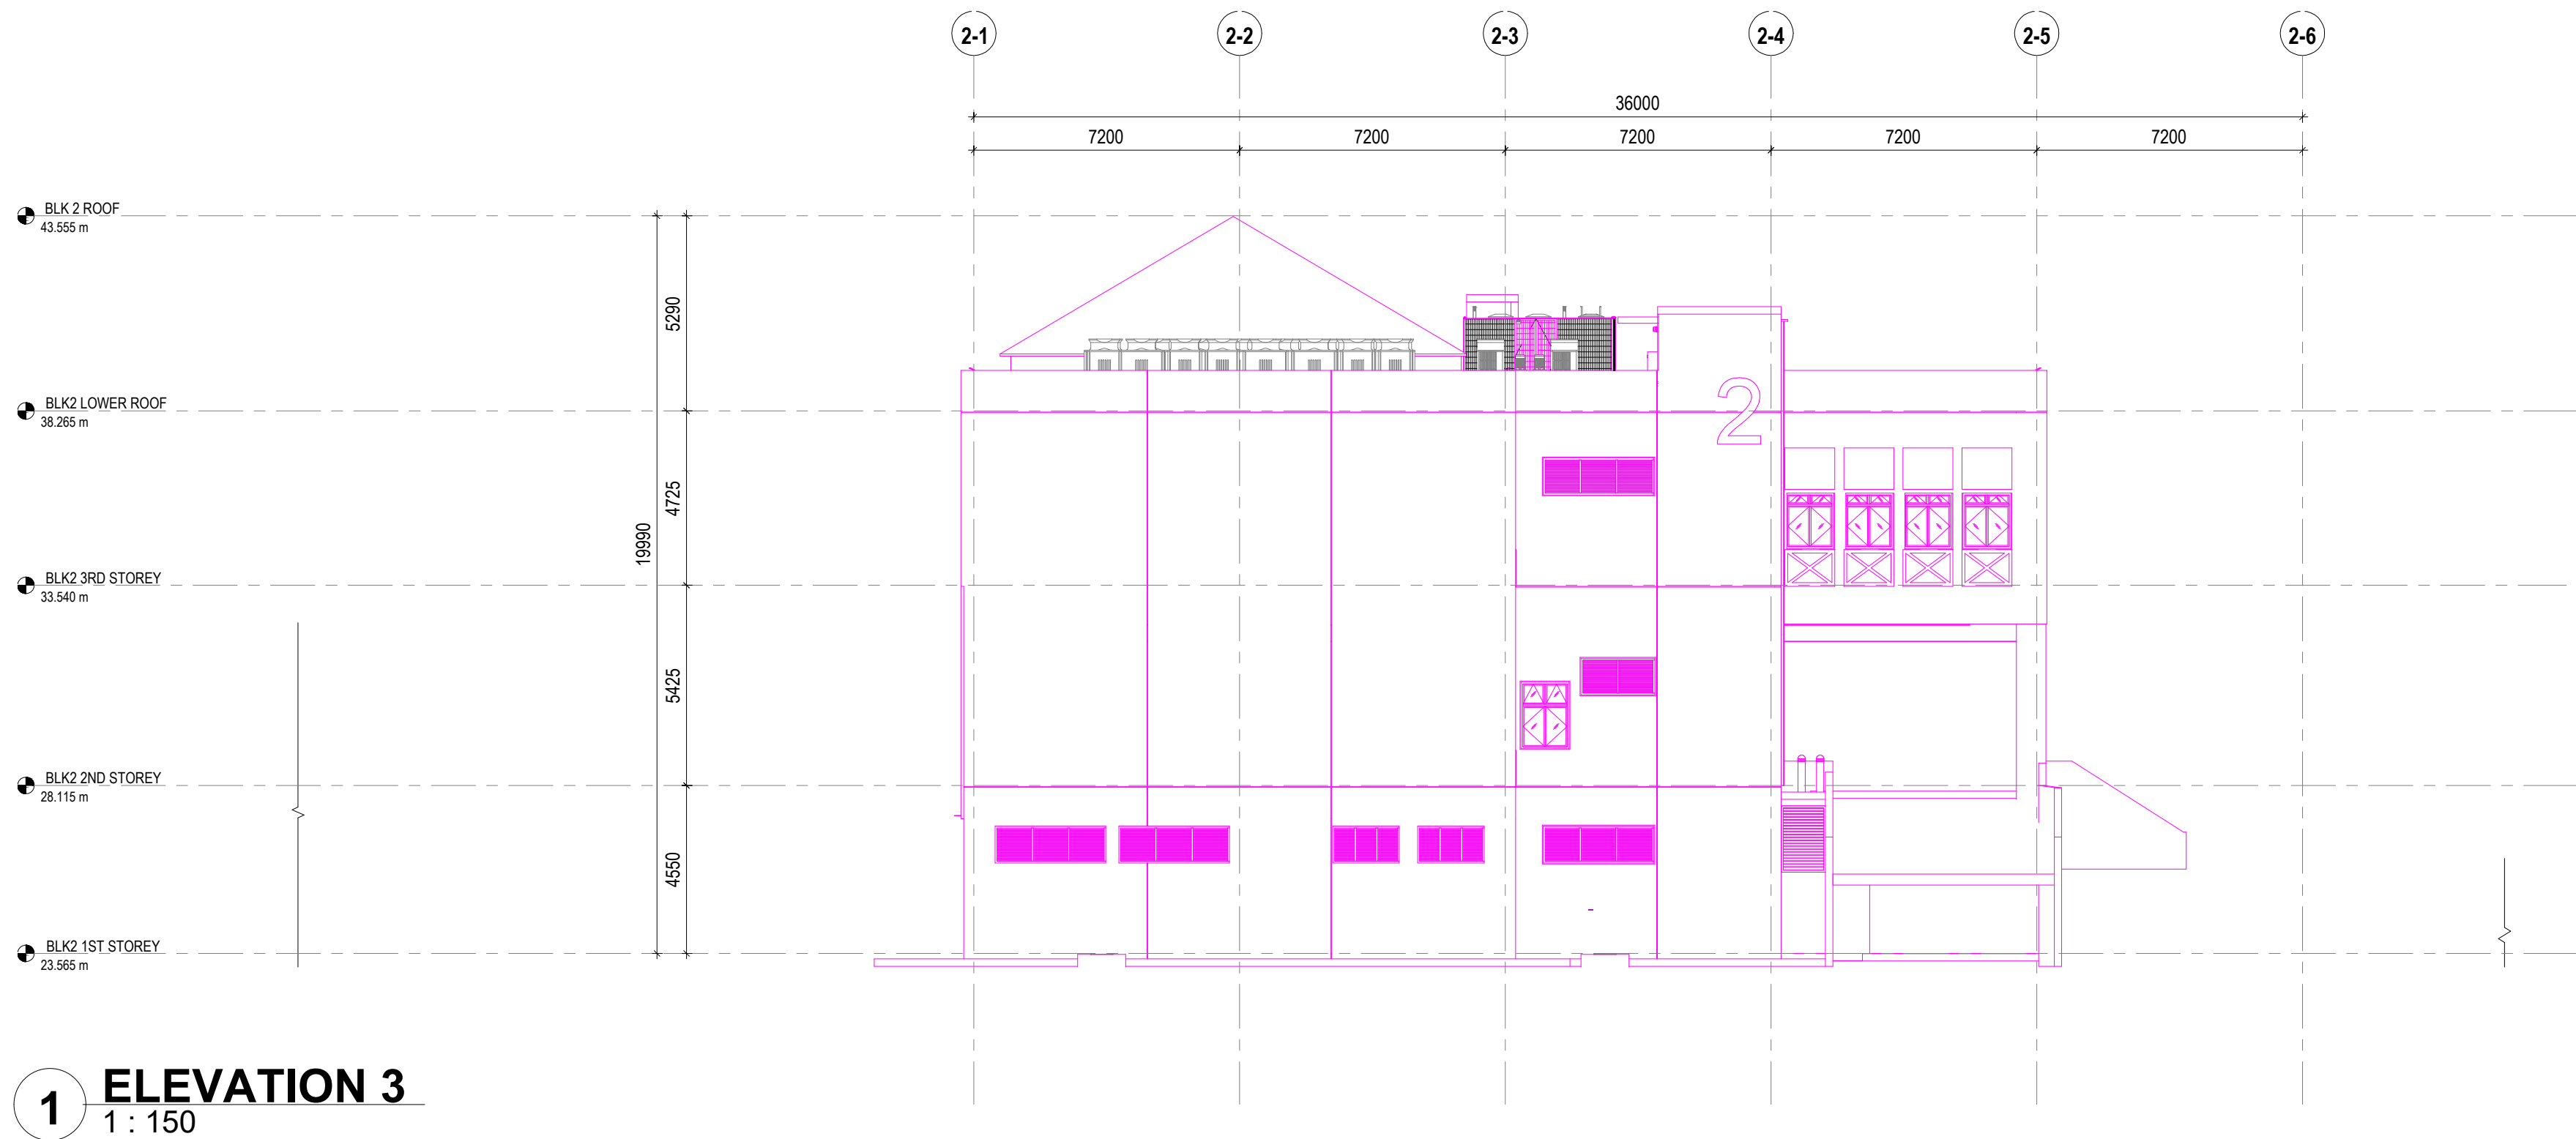 2-1 2-2 2-3 2-4 2-5 2-6
36000
7200 7200 7200 7200 7200
BLK 2 ROOF
43.555 m
5290
BLK2 LOWER ROOF
38.265 m
2
4725
19990
BLK2 3RD STOREY
33.540 m
5425
BLK2 2ND STOREY
28.115 m
4550
BLK2 1ST STOREY
23.565 m
1 ELEVATION 3
1 : 150